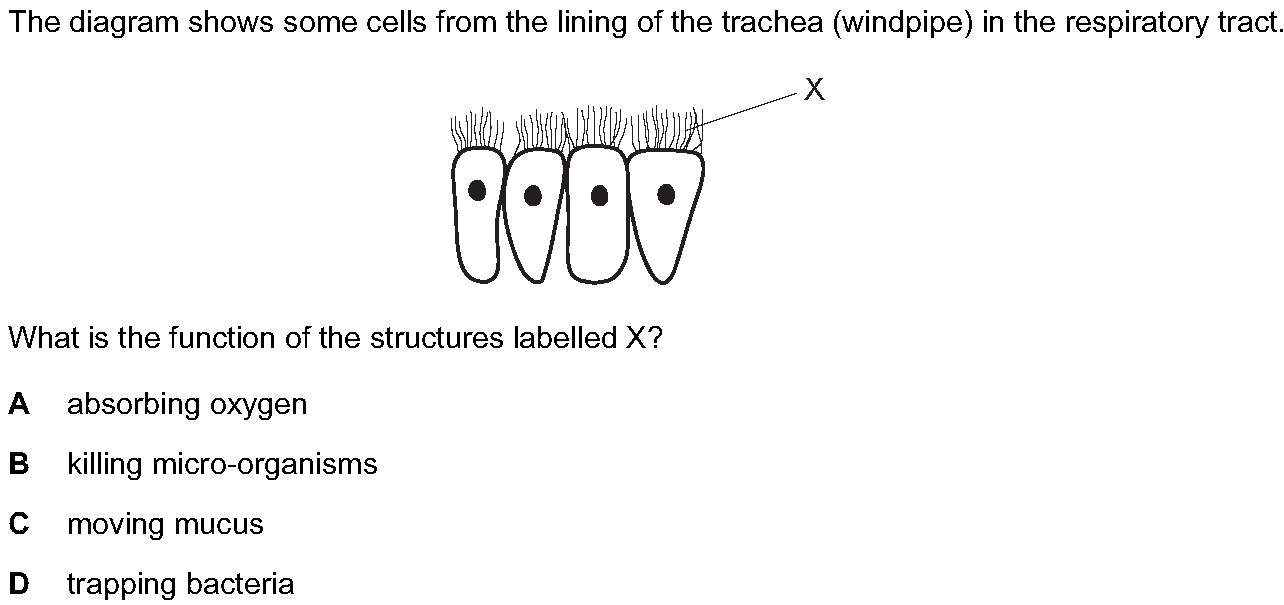 The diagram shows some cells from the lining of the trachea (windpipe) in the respiratory tract.
X
What is the function of the structures labelled X?
A absorbing oxygen
B killing micro-organisms
C moving mucus
D trapping bacteria